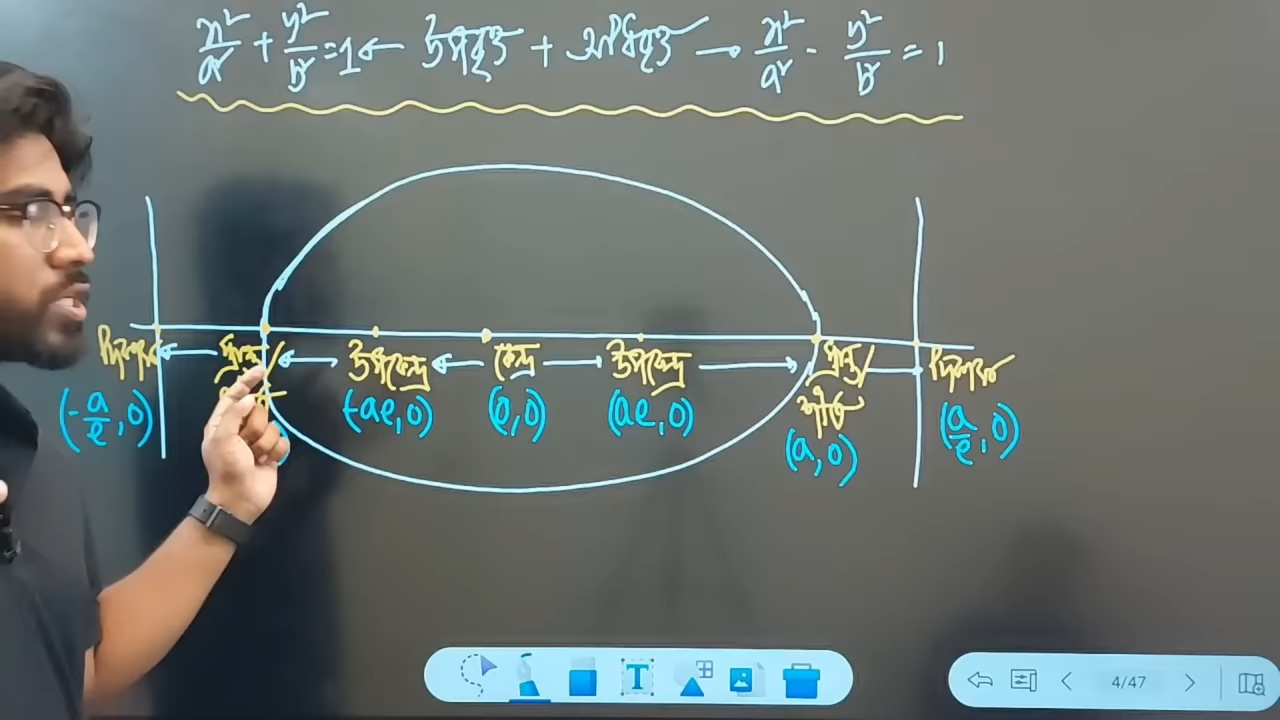 x²/a² + y²/b² = 1 ← উপবৃত্ত + অধিবৃত্ত → x²/a² - y²/b² = 1
দিকাক্ষ ← প্রান্ত/ ← উপকেন্দ্র ← কেন্দ্র → উপকেন্দ্র → প্রান্ত/ → দিকাক্ষ
শীর্ষ
(-a/e, 0) (-ae, 0) (0, 0) (ae, 0) (a, 0) (a/e, 0)
T
4/47